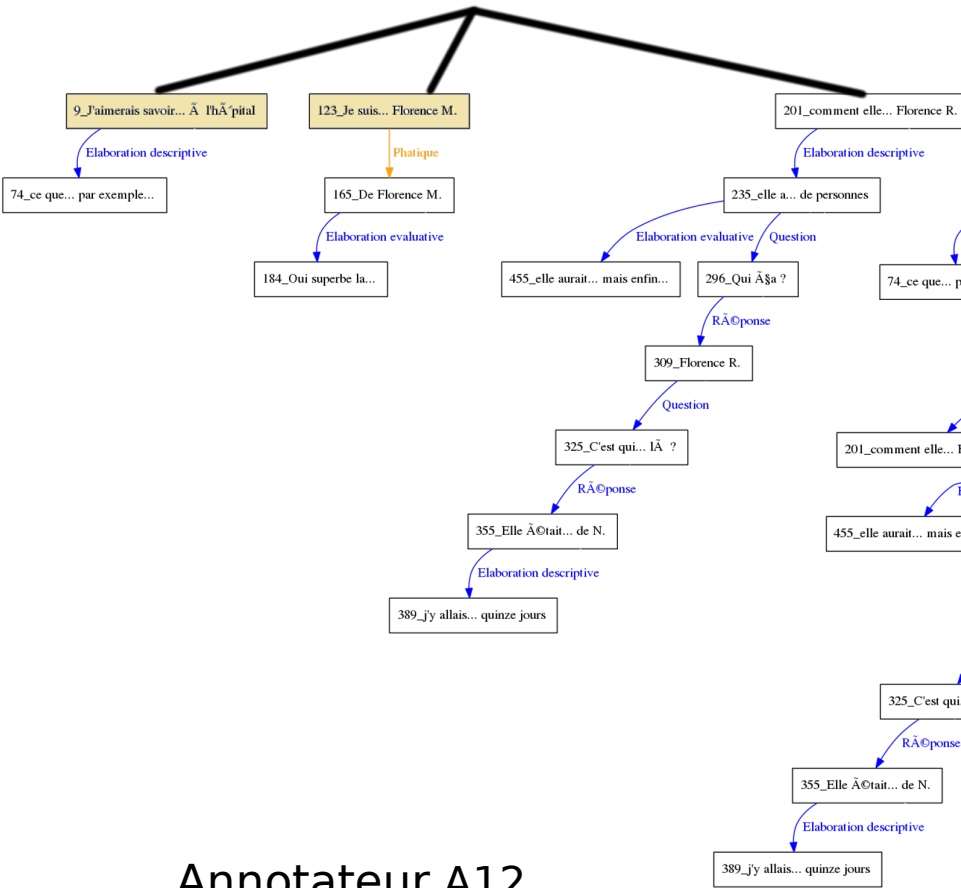 9_J'aimerais savoir... Ã l'hÃ´pital
123_Je suis... Florence M.
201_comment elle... Florence R.
Elaboration descriptive
Phatique
Elaboration descriptive
74_ce que... par exemple...
165_De Florence M.
235_elle a... de personnes
Elaboration evaluative
Elaboration evaluative
Question
184_Oui superbe la...
455_elle aurait... mais enfin...
296_Qui Ã§a ?
74_ce que...
RÃ©ponse
309_Florence R.
Question
325_C'est qui... lÃ ?
201_comment elle...
RÃ©ponse
355_Elle Ã©tait... de N.
455_elle aurait... mais
Elaboration descriptive
389_j'y allais... quinze jours
325_C'est qui
RÃ©ponse
355_Elle Ã©tait... de N.
Elaboration descriptive
389_j'y allais... quinze jours
Annotateur A12